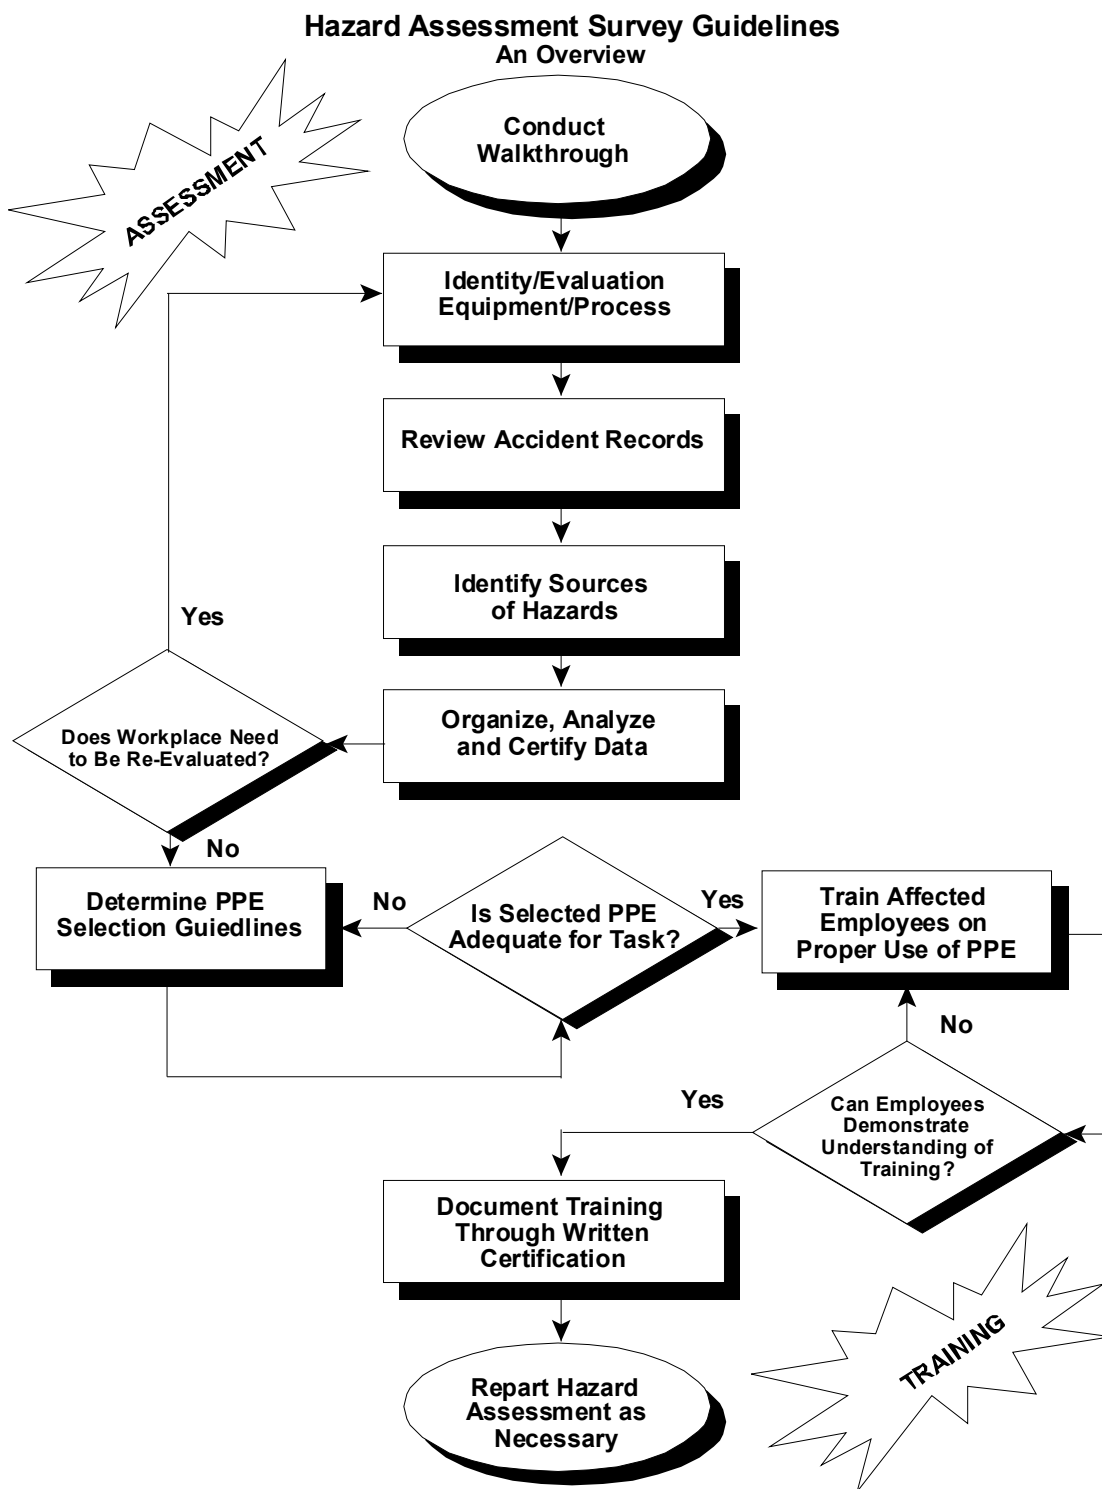 Hazard Assessment Survey Guidelines
An Overview
Conduct
Walkthrough
ASSESSMENT
Identity/Evaluation
Equipment/Process
Review Accident Records
Identify Sources
of Hazards
Yes
Organize, Analyze
and Certify Data
Does Workplace Need
to Be Re-Evaluated?
No
Determine PPE
Selection Guiedlines
No
Is Selected PPE
Adequate for Task?
Yes
Train Affected
Employees on
Proper Use of PPE
No
Can Employees
Demonstrate
Understanding of
Training?
Yes
Document Training
Through Written
Certification
TRAINING
Repart Hazard
Assessment as
Necessary